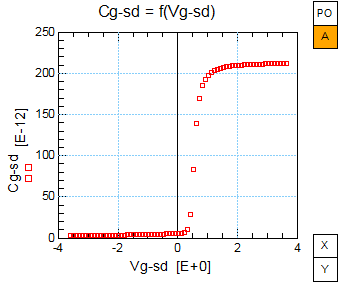 Cg-sd = f(Vg-sd)
PO
A
250
200
150
100
50
0
Cg-sd [E-12]
-4 -2 0 2 4
Vg-sd [E+0]
X
Y